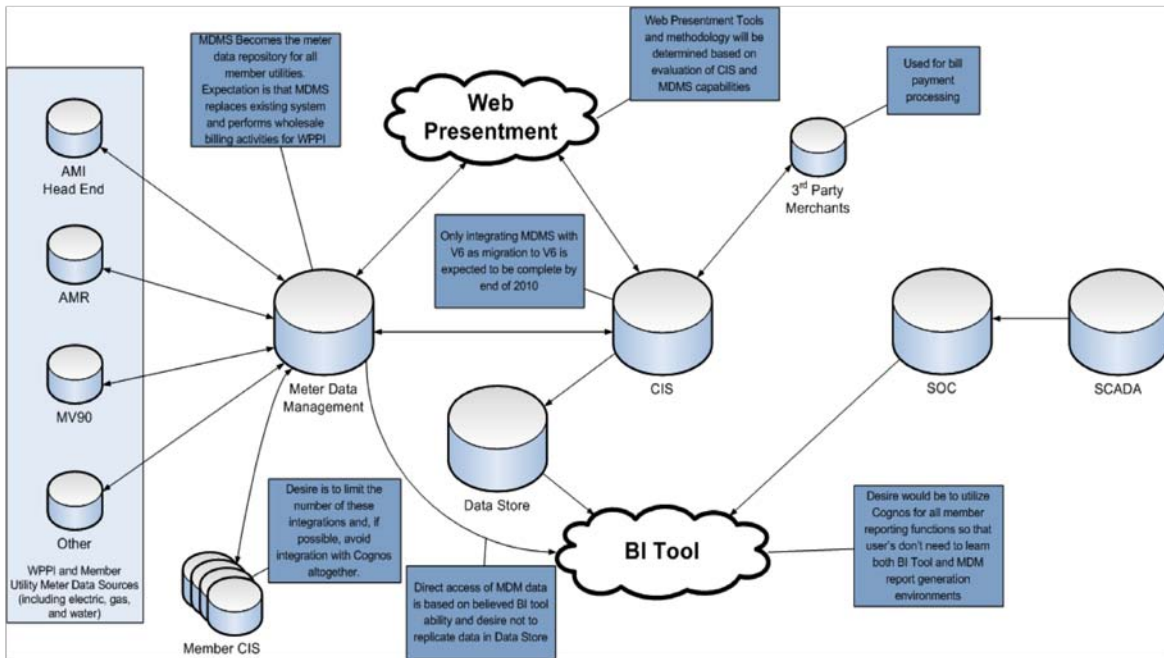 MDMS Becomes the meter
data repository for all
member utilities.
Expectation is that MDMS
replaces existing system
and performs wholesale
billing activities for WPPI
Web Presentment Tools
and methodology will be
determined based on
evaluation of CIS and
MDMS capabilities
Used for bill
payment
processing
Web
Presentment
AMI
Head End
3rd Party
Merchants
Only integrating MDMS with
V6 as migration to V6 is
expected to be complete by
end of 2010
AMR
Meter Data
Management
CIS
SOC
SCADA
MV90
Data Store
Other
Desire is to limit the
number of these
integrations and, if
possible, avoid
integration with Cognos
altogether.
BI Tool
Desire would be to utilize
Cognos for all member
reporting functions so that
user's don't need to learn
both BI Tool and MDM
report generation
environments
WPPI and Member
Utility Meter Data Sources
(including electric, gas,
and water)
Direct access of MDM data
is based on believed BI tool
ability and desire not to
replicate data in Data Store
Member CIS